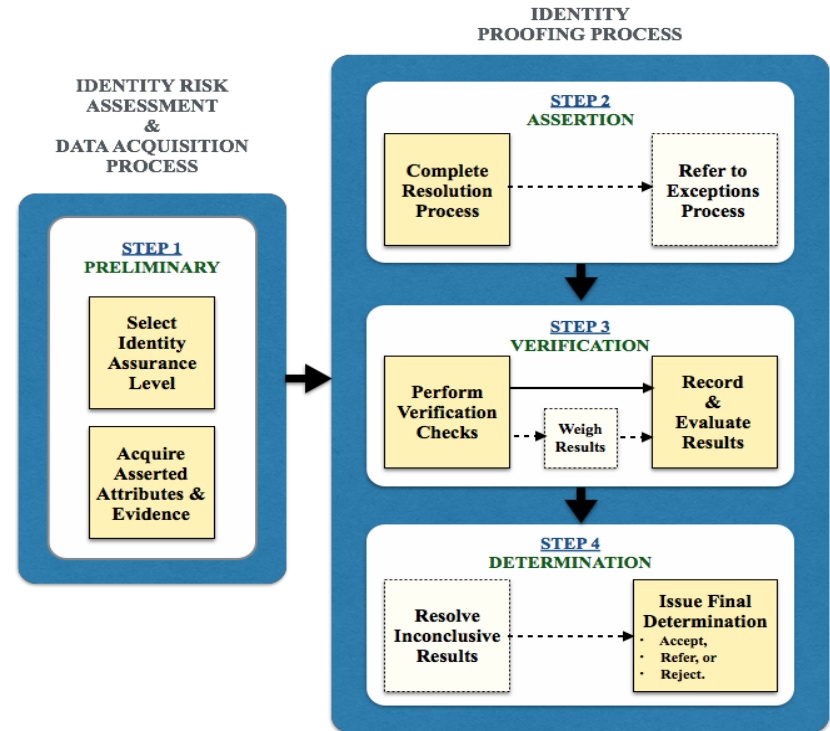 IDENTITY RISK
ASSESSMENT
&
DATA ACQUISITION
PROCESS
STEP 1
PRELIMINARY
Select
Identity
Assurance
Level
Acquire
Asserted
Attributes &
Evidence
IDENTITY
PROOFING PROCESS
STEP 2
ASSERTION
Complete
Resolution
Process
Refer to
Exceptions
Process
STEP 3
VERIFICATION
Perform
Verification
Checks
Weigh
Results
Record
&
Evaluate
Results
STEP 4
DETERMINATION
Resolve
Inconclusive
Results
Issue Final
Determination
· Accept,
· Refer, or
· Reject.